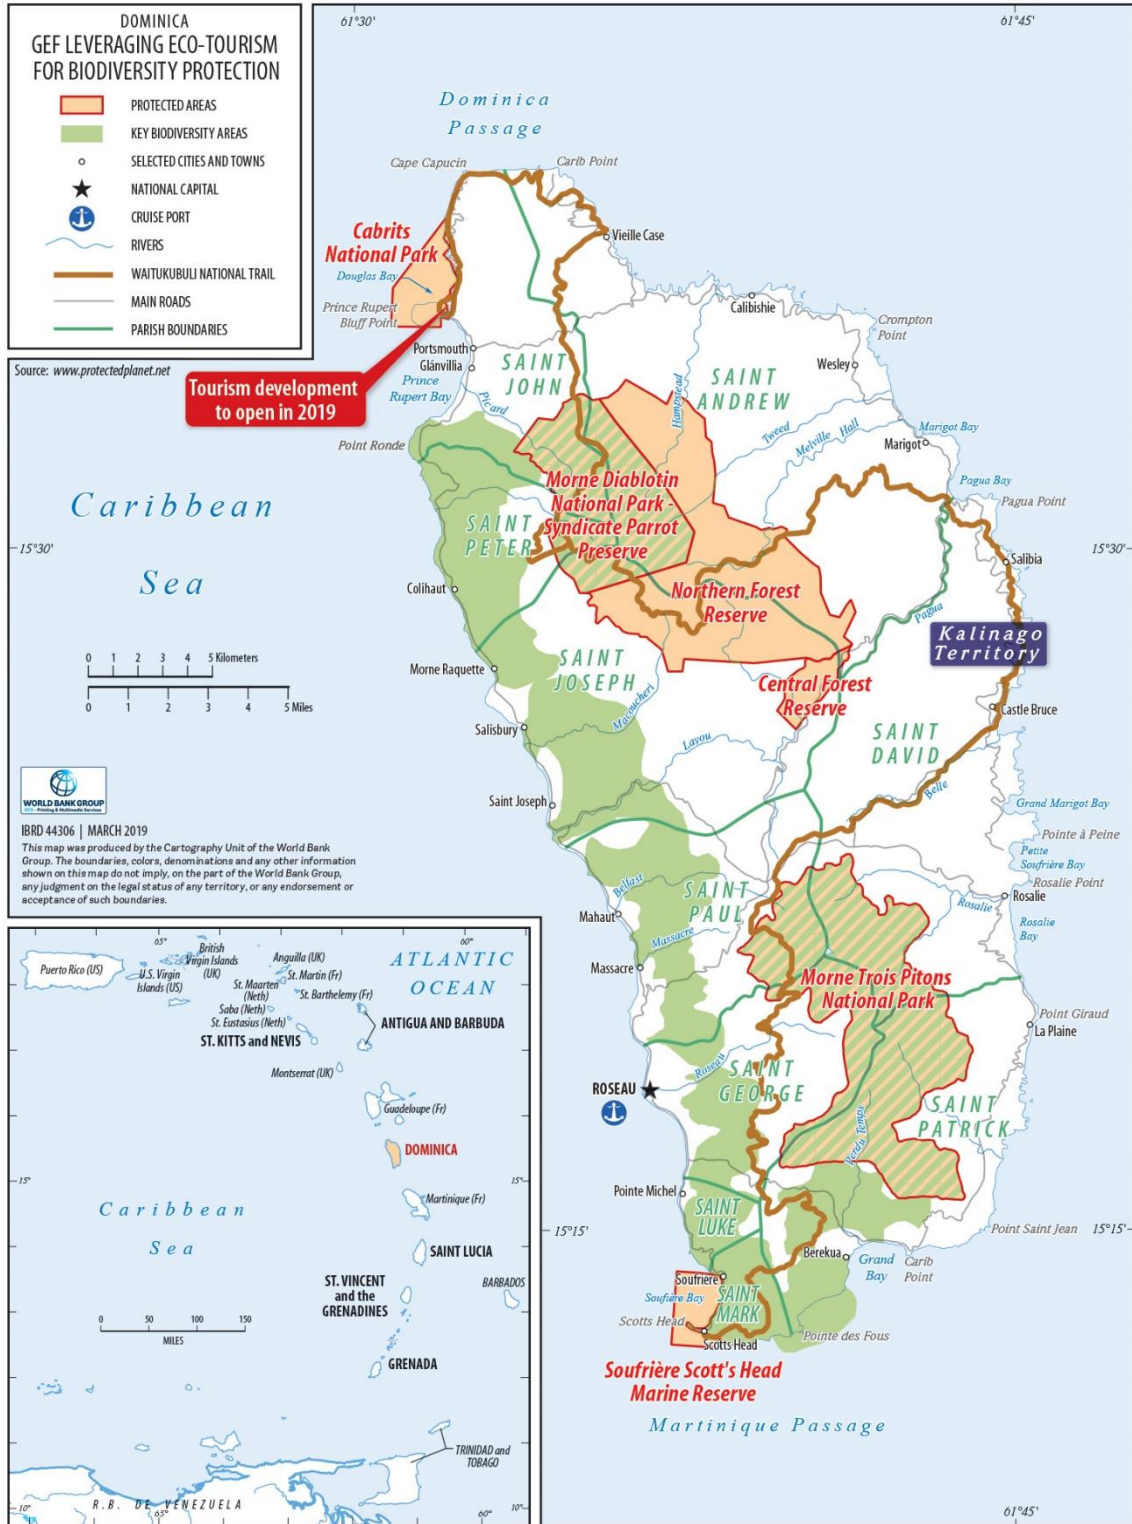 DOMINICA
GEF LEVERAGING ECO-TOURISM
FOR BIODIVERSITY PROTECTION
PROTECTED AREAS
KEY BIODIVERSITY AREAS
SELECTED CITIES AND TOWNS
NATIONAL CAPITAL
CRUISE PORT
RIVERS
WAITUKUBULI NATIONAL TRAIL
MAIN ROADS
PARISH BOUNDARIES
Source: www.protectedplanet.net
61°30'
61°45'
Dominica
Passage
Cape Capucin
Carib Point
Cabrits
National Park
Douglas Bay
Prince Rupert
Bluff Point
Vieille Case
Calibishie
Crompton
Point
Portsmouth
Glanvillia
Prince
Rupert Bay
Tourism development
to open in 2019
SAINT
JOHN
Picard
Hampstead
SAINT
ANDREW
Wesley
Tweed
Melville Hall
Marigot
Marigot Bay
Point Ronde
Pagua Bay
Pagua Point
Caribbean
Sea
SAINT
PETER
Morne Diablotin
National Park -
Syndicate Parrot
Preserve
15°30'
15°30'
Salibia
Colihaut
Northern Forest
Reserve
Pagua
Kalinago
Territory
0 1 2 3 4 5 Kilometers
0 1 2 3 4 5 Miles
Morne Raquette
SAINT
JOSEPH
Macoucheri
Central Forest
Reserve
Castle Bruce
Salisbury
Layou
SAINT
DAVID
WORLD BANK GROUP
Saint Joseph
Belle
Grand Marigot Bay
IBRD 44306 | MARCH 2019
This map was produced by the Cartography Unit of the World Bank
Group. The boundaries, colors, denominations and any other information
shown on this map do not imply, on the part of the World Bank Group,
any judgment on the legal status of any territory, or any endorsement or
acceptance of such boundaries.
Pointe à Peine
Petite
Soufrière Bay
Rosalie Point
Belfast
SAINT
PAUL
Rosalie
Rosalie
Rosalie
Bay
Mahaut
Massacre
Massacre
Morne Trois Pitons
National Park
Point Giraud
La Plaine
Roseau
SAINT
GEORGE
ROSEAU
SAINT
PATRICK
Perdu Temps
Pointe Michel
SAINT
LUKE
Point Saint Jean
15°15'
15°15'
Berekua
Grand
Bay
Carib
Point
Soufrière
Soufière Bay
SAINT
MARK
Scotts Head
Scotts Head
Pointe des Fous
Soufrière Scott's Head
Marine Reserve
Martinique Passage
61°45'
65°
60°
Puerto Rico (US)
British
Virgin Islands
(UK)
U.S. Virgin
Islands (US)
Anguilla (UK)
St. Martin (Fr)
St. Maarten
(Neth)
St. Barthelemy (Fr)
Saba (Neth)
St. Eustasius (Neth)
ATLANTIC
OCEAN
ANTIGUA AND BARBUDA
ST. KITTS and NEVIS
Montserrat (UK)
Guadeloupe (Fr)
DOMINICA
15°
15°
Caribbean
Sea
Martinique (Fr)
SAINT LUCIA
ST. VINCENT
and the
GRENADINES
BARBADOS
0 50 100 150
MILES
GRENADA
TRINIDAD and
TOBAGO
R.B. DE VENEZUELA
10°
65°
60°
10°